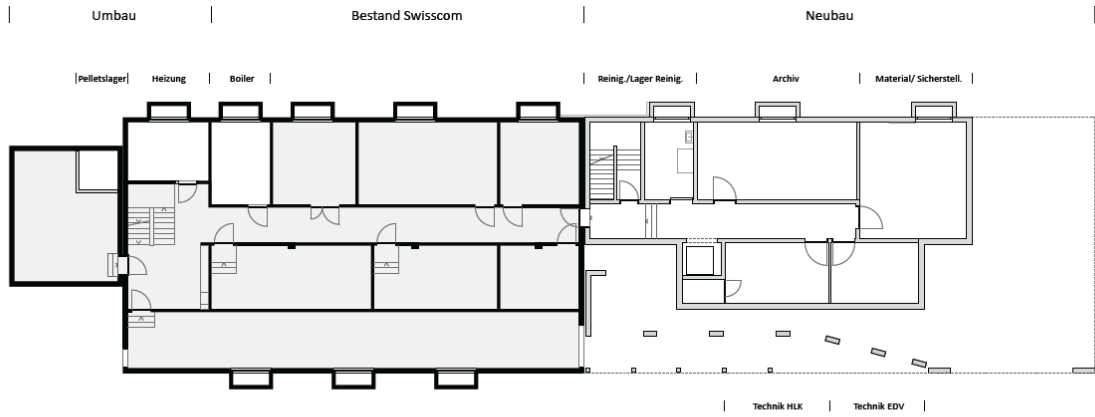 Umbau Bestand Swisscom Neubau
Pelletslager Heizung Boiler Reinig./Lager Reinig. Archiv Material/ Sicherstell.
Technik HLK Technik EDV